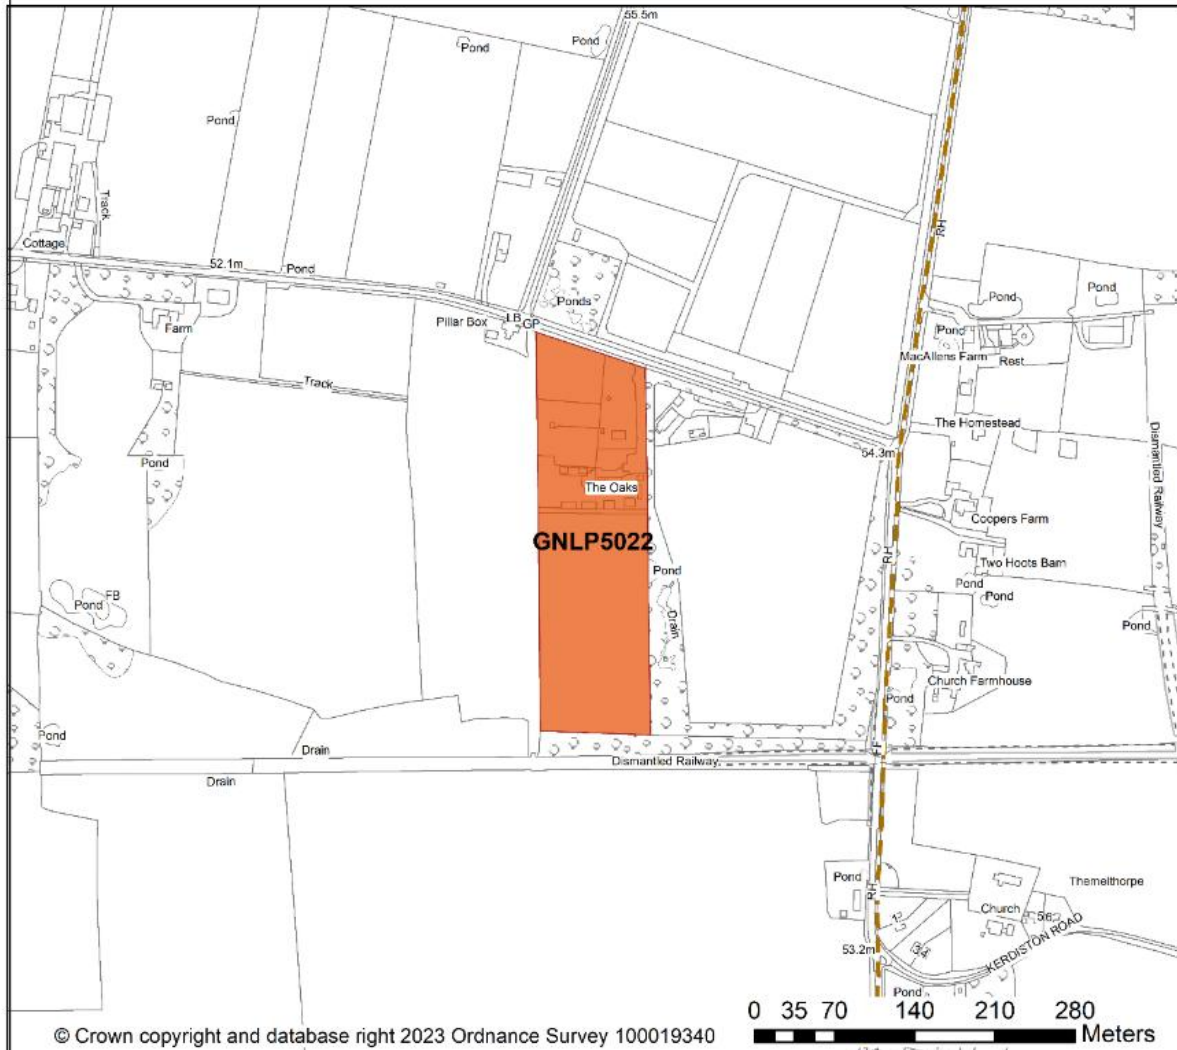 55.5m
Pond
Pond
Pond
Track
RH
Cottage
52.1m
Pond
Pond
Pond
Ponds
LB
GP
Pillar Box
Farm
Pond
MacAllens Farm
Rest
Track
The Homestead
54.3m
Dismantled Railway
Pond
The Oaks
Coopers Farm
GNLP5022
RH
Two Hoots Barn
Pond
Pond
Pond
FB
Pond
Drain
Pond
Church Farmhouse
Pond
Pond
Drain
FF
Dismantled Railway
Drain
Pond
Themelthorpe
RH
Church
56
1
34
53.2m
KERDISTON ROAD
Pond
0 35 70 140 210 280
Meters
© Crown copyright and database right 2023 Ordnance Survey 100019340